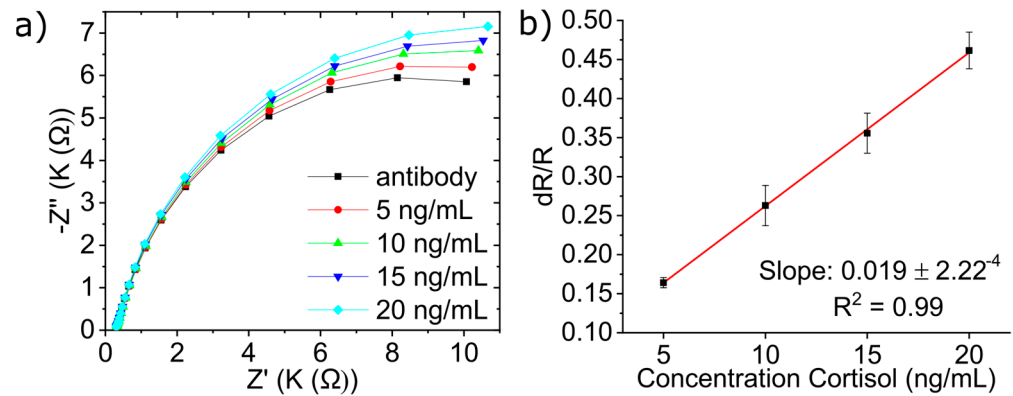 a)
-Z'' (K (Ω))
7
6
5
4
3
2
1
0
0 2 4 6 8 10
Z' (K (Ω))
antibody
5 ng/mL
10 ng/mL
15 ng/mL
20 ng/mL
b)
dR/R
0.50
0.45
0.40
0.35
0.30
0.25
0.20
0.15
0.10
5 10 15 20
Concentration Cortisol (ng/mL)
Slope: 0.019 ± 2.22⁻⁴
R² = 0.99